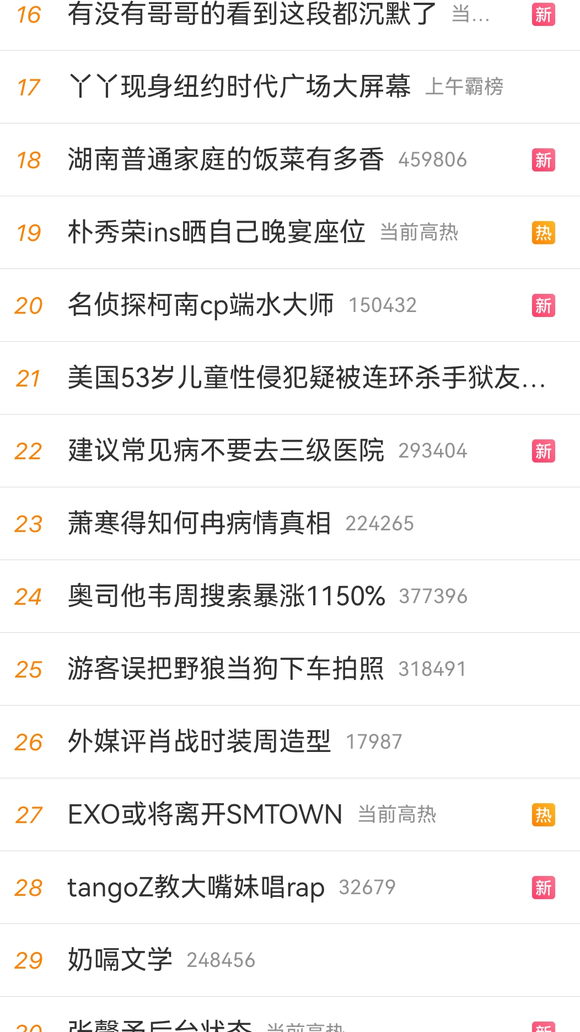 16 有没有哥哥的看到这段都沉默了 当... 新
17 丫丫现身纽约时代广场大屏幕 上午霸榜
18 湖南普通家庭的饭菜有多香 459806 新
19 朴秀荣ins晒自己晚宴座位 当前高热 热
20 名侦探柯南cp端水大师 150432 新
21 美国53岁儿童性侵犯疑被连环杀手狱友...
22 建议常见病不要去三级医院 293404 新
23 萧寒得知何冉病情真相 224265
24 奥司他韦周搜索暴涨1150% 377396
25 游客误把野狼当狗下车拍照 318491
26 外媒评肖战时装周造型 17987
27 EXO或将离开SMTOWN 当前高热 热
28 tangoZ教大嘴妹唱rap 32679 新
29 奶嗝文学 248456
张馨予后台状态 当前高热 新